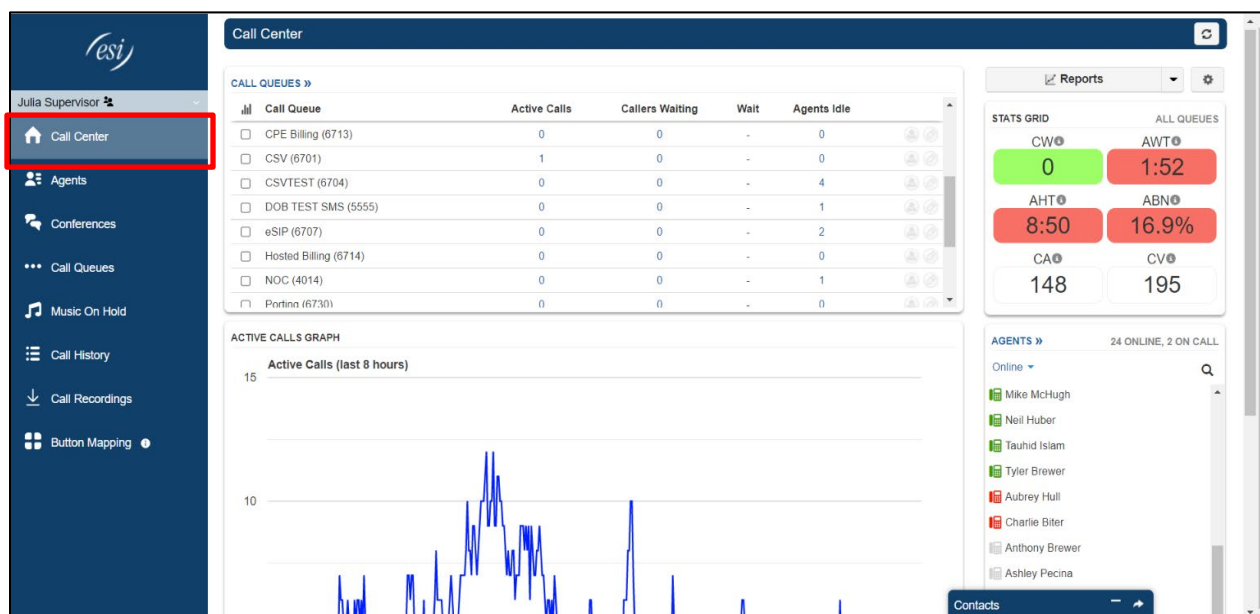 esi
Julia Supervisor
Call Center
Agents
Conferences
Call Queues
Music On Hold
Call History
Call Recordings
Button Mapping
Call Center
CALL QUEUES »
Call Queue Active Calls Callers Waiting Wait Agents Idle
CPE Billing (6713) 0 0 - 0
CSV (6701) 1 0 - 0
CSVTEST (6704) 0 0 - 4
DOB TEST SMS (5555) 0 0 - 1
eSIP (6707) 0 0 - 2
Hosted Billing (6714) 0 0 - 0
NOC (4014) 0 0 - 1
Porting (6730) 0 0 - 0
ACTIVE CALLS GRAPH
Active Calls (last 8 hours)
15
10
Reports
STATS GRID ALL QUEUES
CW AWT
0 1:52
AHT ABN
8:50 16.9%
CA CV
148 195
AGENTS » 24 ONLINE, 2 ON CALL
Online
Mike McHugh
Neil Huber
Tauhid Islam
Tyler Brewer
Aubrey Hull
Charlie Biter
Anthony Brewer
Ashley Pecina
Contacts